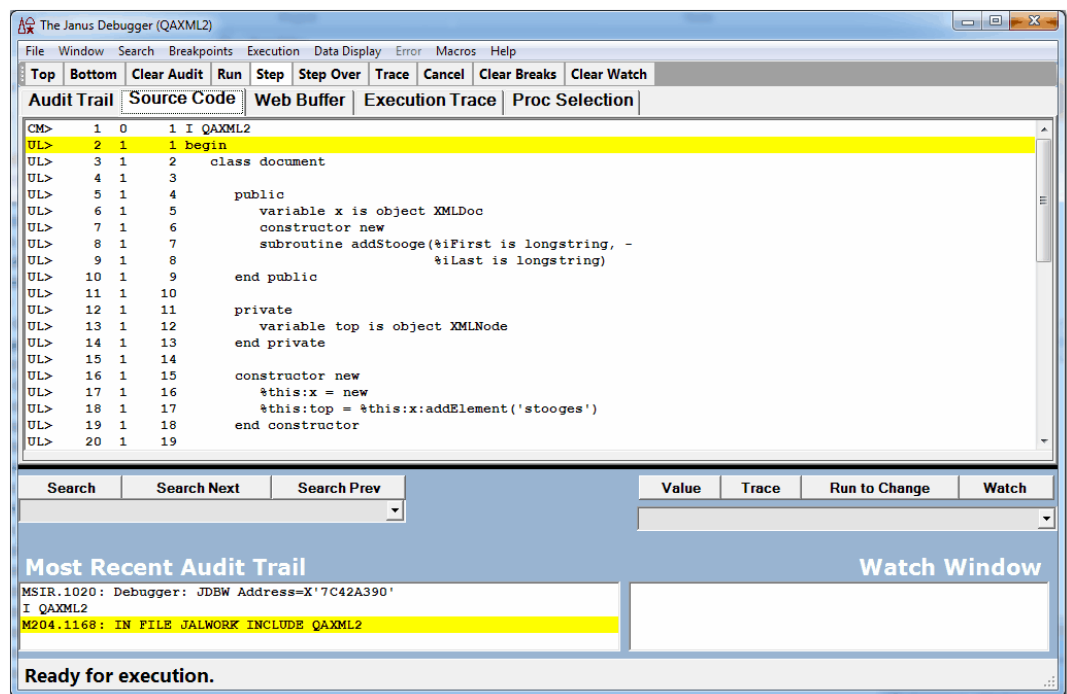 The Janus Debugger (QAXML2)
File Window Search Breakpoints Execution Data Display Error Macros Help
Top Bottom Clear Audit Run Step Step Over Trace Cancel Clear Breaks Clear Watch
Audit Trail Source Code Web Buffer Execution Trace Proc Selection
CM> 1 0 1 I QAXML2
UL> 2 1 1 begin
UL> 3 1 2 class document
UL> 4 1 3
UL> 5 1 4 public
UL> 6 1 5 variable x is object XMLDoc
UL> 7 1 6 constructor new
UL> 8 1 7 subroutine addStooge(%iFirst is longstring, -
UL> 9 1 8 %iLast is longstring)
UL> 10 1 9 end public
UL> 11 1 10
UL> 12 1 11 private
UL> 13 1 12 variable top is object XMLNode
UL> 14 1 13 end private
UL> 15 1 14
UL> 16 1 15 constructor new
UL> 17 1 16 %this:x = new
UL> 18 1 17 %this:top = %this:x:addElement('stooges')
UL> 19 1 18 end constructor
UL> 20 1 19
Search Search Next Search Prev Value Trace Run to Change Watch
Most Recent Audit Trail Watch Window
MSIR.1020: Debugger: JDBW Address=X'7C42A390'
I QAXML2
M204.1168: IN FILE JALWORK INCLUDE QAXML2
Ready for execution.